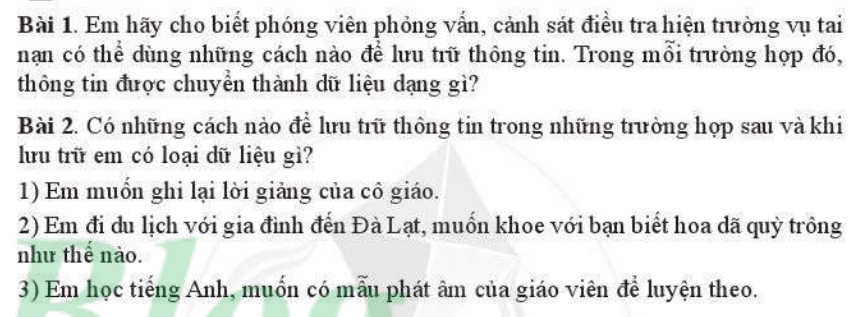 Bài 1. Em hãy cho biết phóng viên phỏng vấn, cảnh sát điều tra hiện trường vụ tai
nạn có thể dùng những cách nào để lưu trữ thông tin. Trong mỗi trường hợp đó,
thông tin được chuyển thành dữ liệu dạng gì?
Bài 2. Có những cách nào để lưu trữ thông tin trong những trường hợp sau và khi
lưu trữ em có loại dữ liệu gì?
1) Em muốn ghi lại lời giảng của cô giáo.
2) Em đi du lịch với gia đình đến Đà Lạt, muốn khoe với bạn biết hoa dã quỳ trông
như thế nào.
3) Em học tiếng Anh, muốn có mẫu phát âm của giáo viên để luyện theo.
Blog